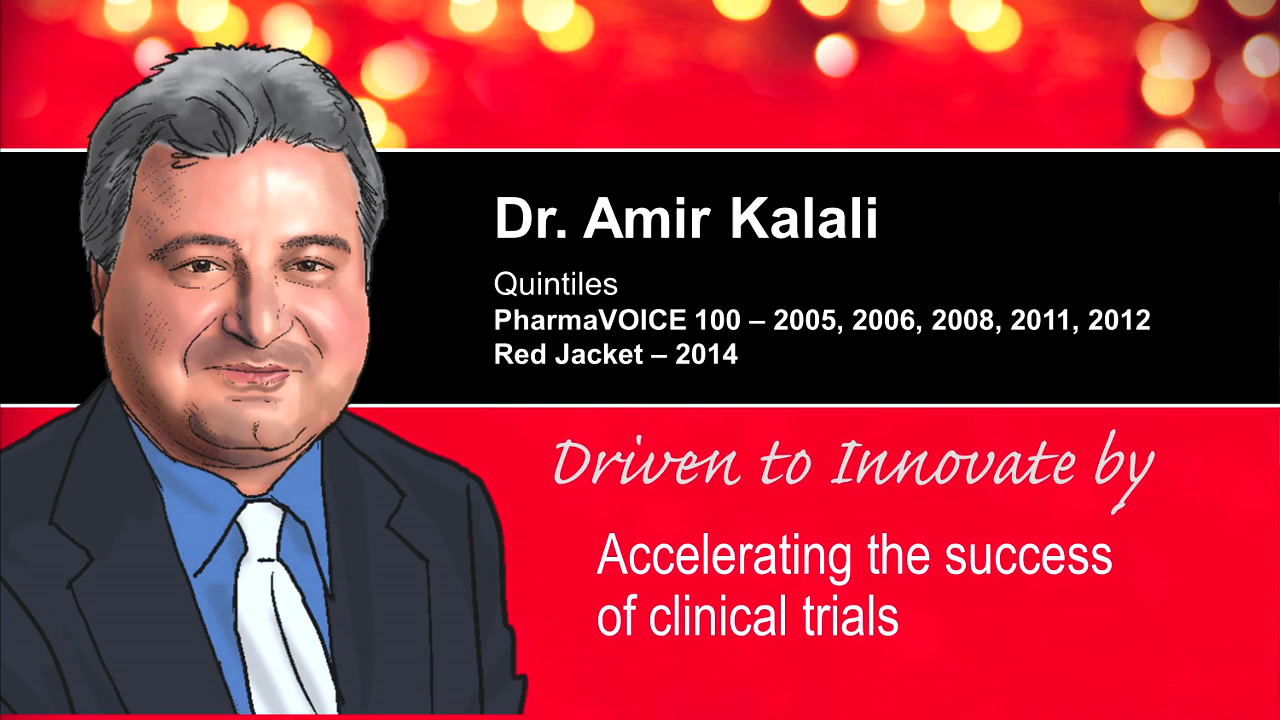 Dr. Amir Kalali
Quintiles
PharmaVOICE 100 – 2005, 2006, 2008, 2011, 2012
Red Jacket – 2014
Driven to Innovate by
Accelerating the success
of clinical trials